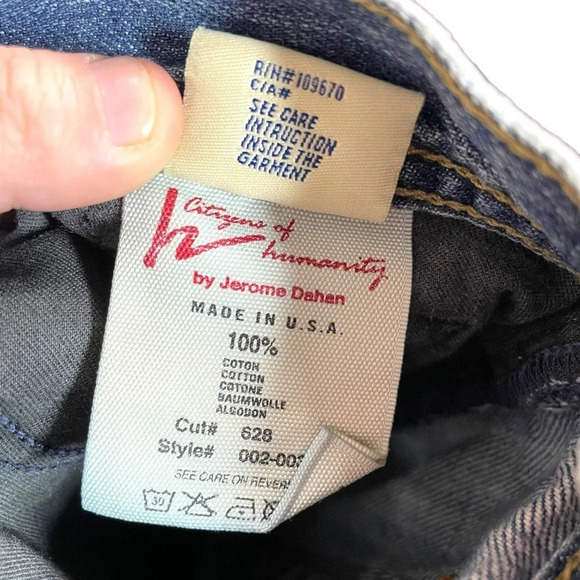 R/N#109670
C/A#
SEE CARE
INTRUCTION
INSIDE THE
GARMENT
Citizens of
humanity
by Jerome Dahan
MADE IN U.S.A.
100%
COTON
COTTON
COTONE
BAUMWOLLE
ALGODON
Cut# 628
Style# 002-003
SEE CARE ON REVERS
30